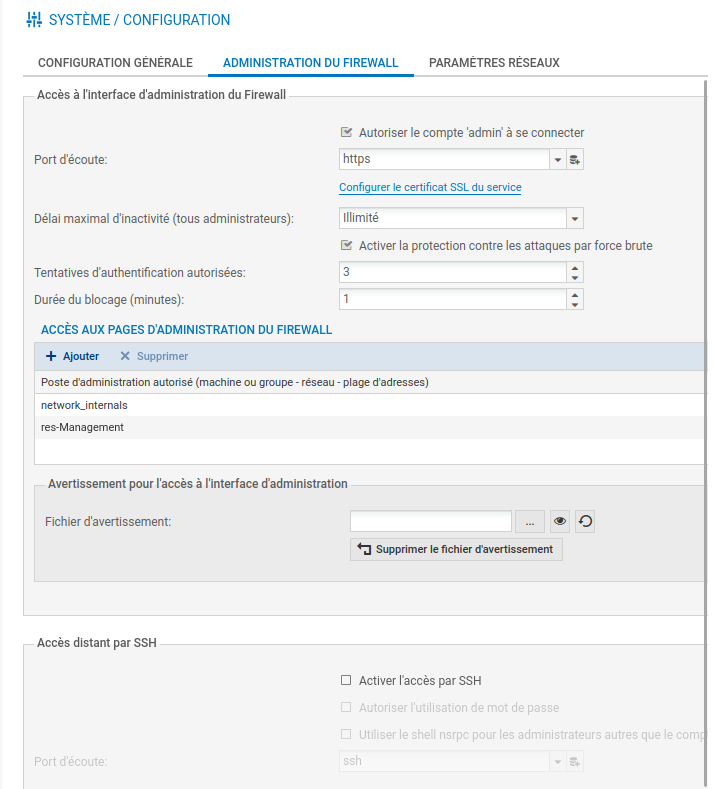 SYSTÈME / CONFIGURATION
CONFIGURATION GÉNÉRALE ADMINISTRATION DU FIREWALL PARAMÈTRES RÉSEAUX
Accès à l'interface d'administration du Firewall
Autoriser le compte 'admin' à se connecter
Port d'écoute: https
Configurer le certificat SSL du service
Délai maximal d'inactivité (tous administrateurs): Illimité
Activer la protection contre les attaques par force brute
Tentatives d'authentification autorisées: 3
Durée du blocage (minutes): 1
ACCÈS AUX PAGES D'ADMINISTRATION DU FIREWALL
Ajouter Supprimer
Poste d'administration autorisé (machine ou groupe - réseau - plage d'adresses)
network_internals
res-Management
Avertissement pour l'accès à l'interface d'administration
Fichier d'avertissement: ...
Supprimer le fichier d'avertissement
Accès distant par SSH
Activer l'accès par SSH
Autoriser l'utilisation de mot de passe
Utiliser le shell nsrpc pour les administrateurs autres que le comp
Port d'écoute: ssh